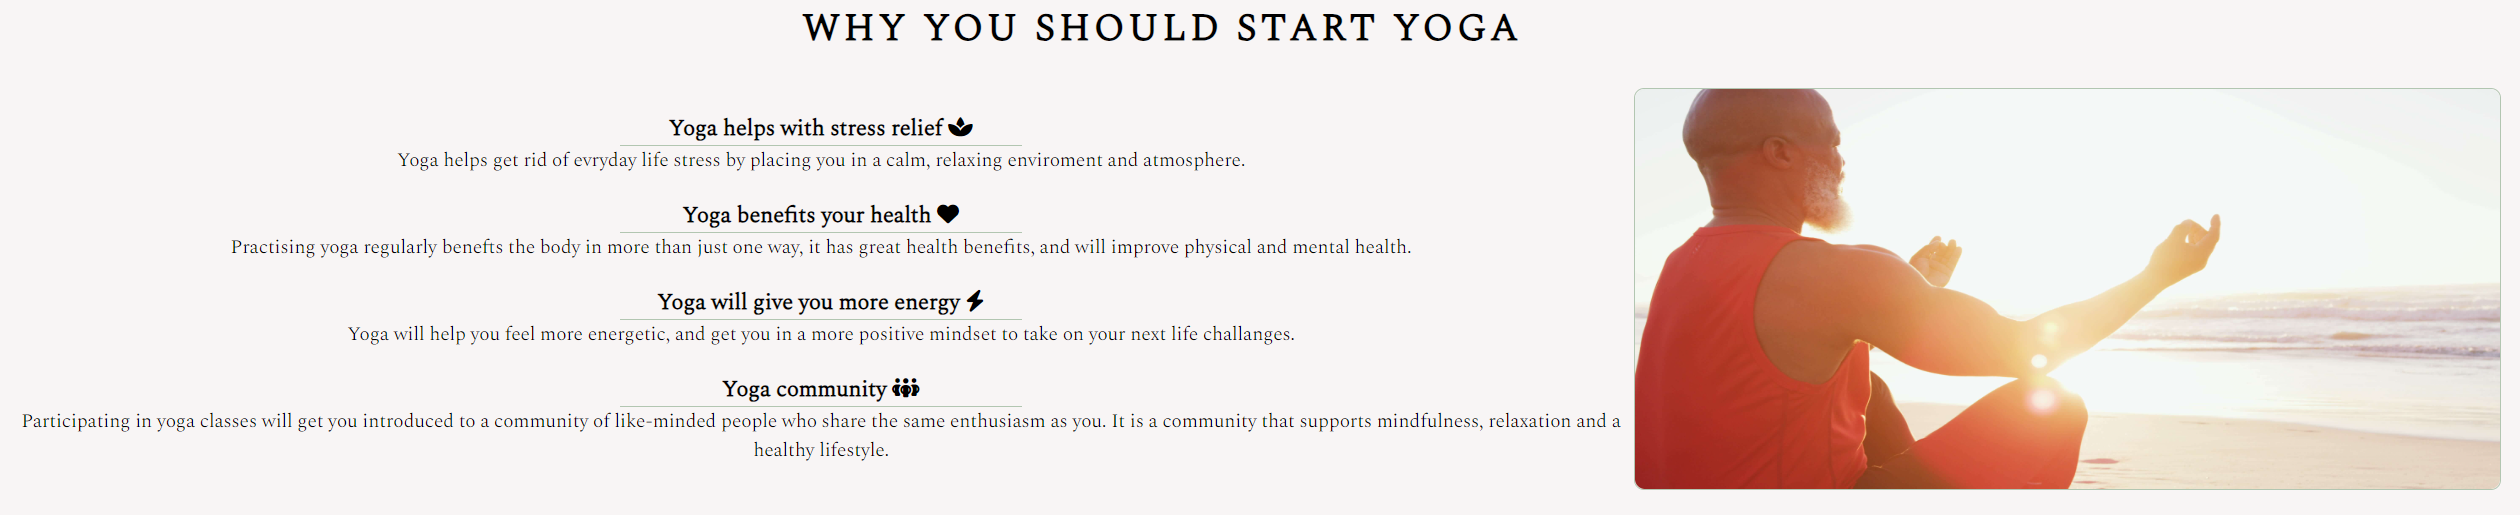 WHY YOU SHOULD START YOGA
Yoga helps with stress relief
Yoga helps get rid of evryday life stress by placing you in a calm, relaxing enviroment and atmosphere.
Yoga benefits your health
Practising yoga regularly benefts the body in more than just one way, it has great health benefits, and will improve physical and mental health.
Yoga will give you more energy
Yoga will help you feel more energetic, and get you in a more positive mindset to take on your next life challanges.
Yoga community
Participating in yoga classes will get you introduced to a community of like-minded people who share the same enthusiasm as you. It is a community that supports mindfulness, relaxation and a
healthy lifestyle.